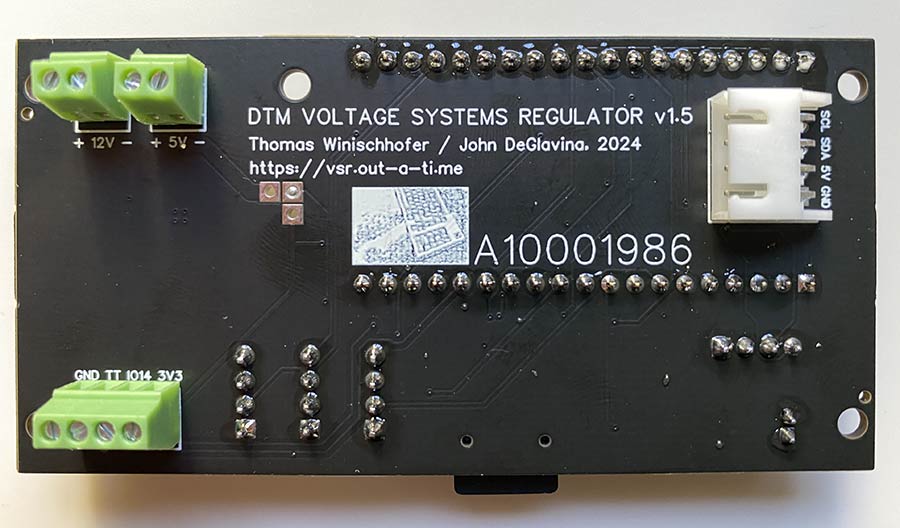 DTM VOLTAGE SYSTEMS REGULATOR v1.5
Thomas Winischhofer / John DeGlavina. 2024
https://vsr.out-a-ti.me
A10001986
+ 12V -
+ 5V -
SCL SDA 5V GND
GND TT IO14 3V3